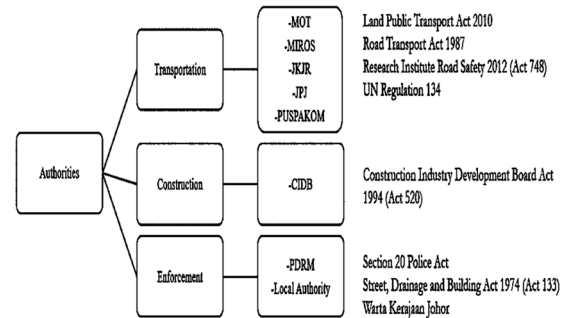 Authorities
Transportation
-MOT
-MIROS
-JKJR
-JPJ
-PUSPAKOM
Land Public Transport Act 2010
Road Transport Act 1987
Research Institute Road Safety 2012 (Act 748)
UN Regulation 134
Construction
-CIDB
Construction Industry Development Board Act
1994 (Act 520)
Enforcement
-PDRM
-Local Authority
Section 20 Police Act
Street, Drainage and Building Act 1974 (Act 133)
Warta Kerajaan Johor